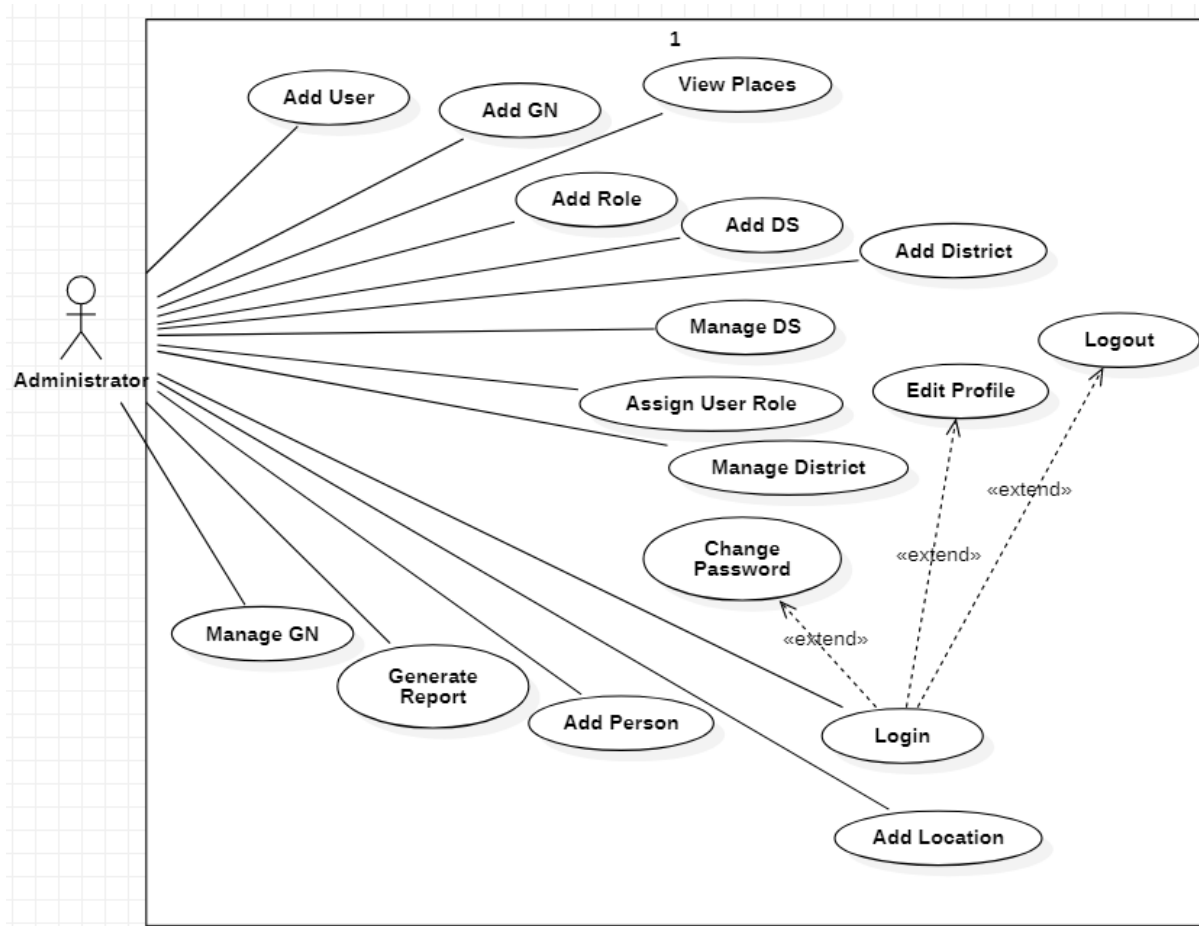 1
View Places
Add User
Add GN
Add Role
Add DS
Add District
Manage DS
Logout
Administrator
Edit Profile
Assign User Role
Manage District
«extend»
Change
Password
«extend»
«extend»
Manage GN
Generate
Report
Add Person
Login
Add Location